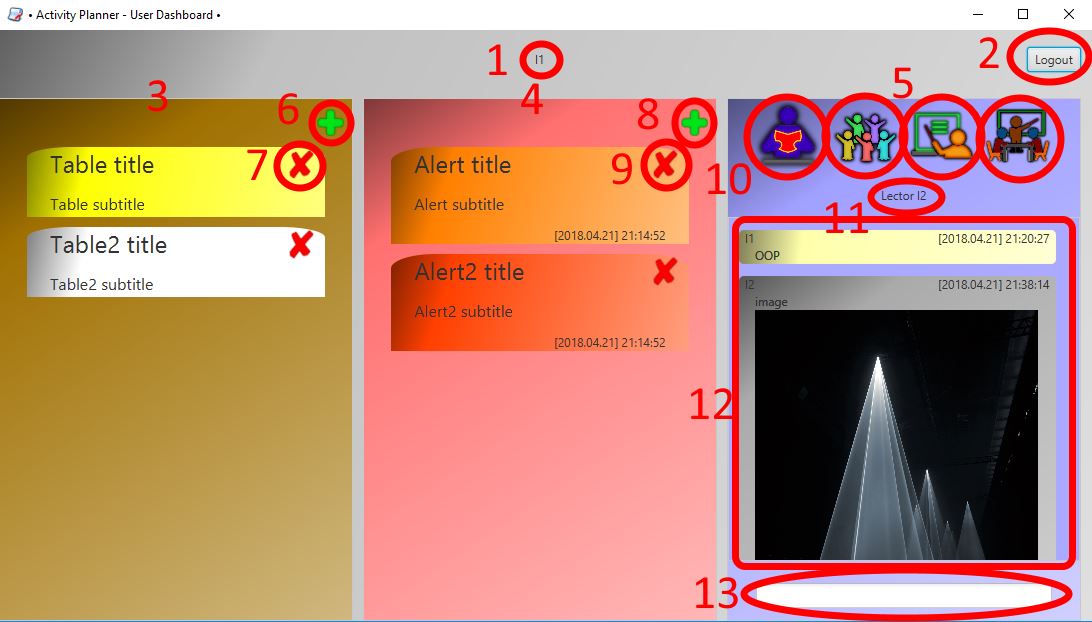 • Activity Planner - User Dashboard •
1
l1
2
Logout
3
4
5
6
8
7
Table title
Table subtitle
9
Alert title
Alert subtitle
[2018.04.21] 21:14:52
10
Lector l2
11
Table2 title
Table2 subtitle
Alert2 title
Alert2 subtitle
[2018.04.21] 21:14:52
l1
[2018.04.21] 21:20:27
OOP
l2
[2018.04.21] 21:38:14
image
12
13